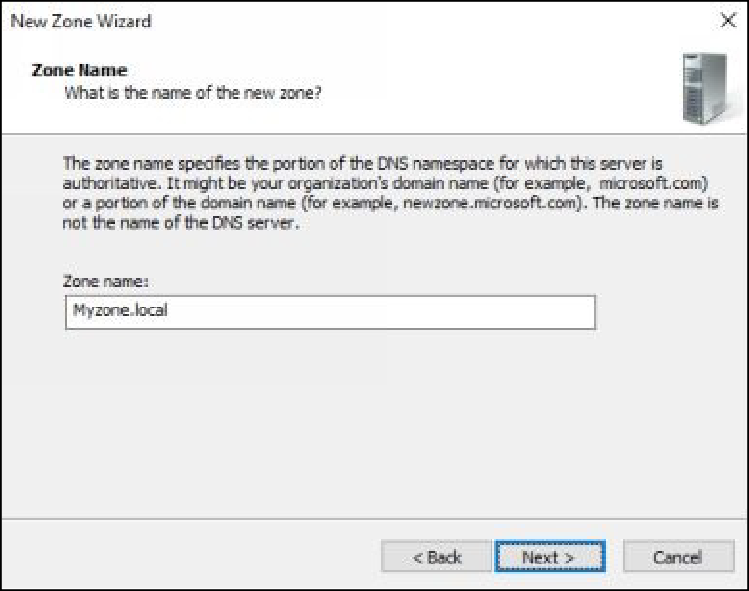 New Zone Wizard
Zone Name
What is the name of the new zone?
The zone name specifies the portion of the DNS namespace for which this server is
authoritative. It might be your organization's domain name (for example, microsoft.com)
or a portion of the domain name (for example, newzone.microsoft.com). The zone name is
not the name of the DNS server.
Zone name:
Myzone.local
< Back
Next >
Cancel